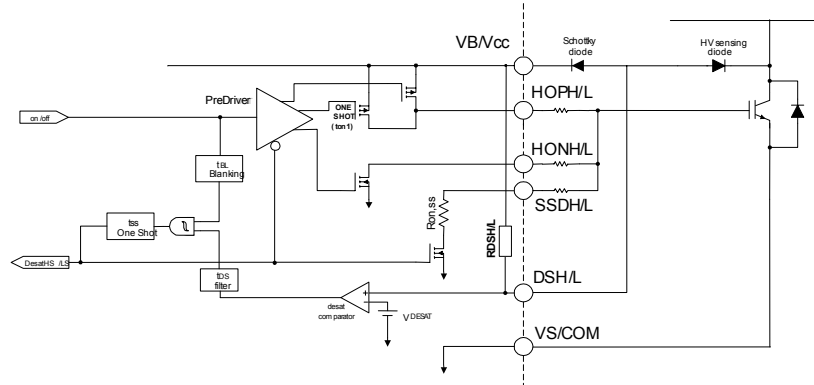 VB/Vcc
Schottky
diode
HV sensing
diode
HOPH/L
PreDriver
ONE
SHOT
(ton1)
on/off
tBL
Blanking
HONH/L
SSDH/L
Ron,ss
RDSH/L
tss
One Shot
DesatHS/LS
tDS
filter
DSH/L
desat
comparator
VDESAT
VS/COM